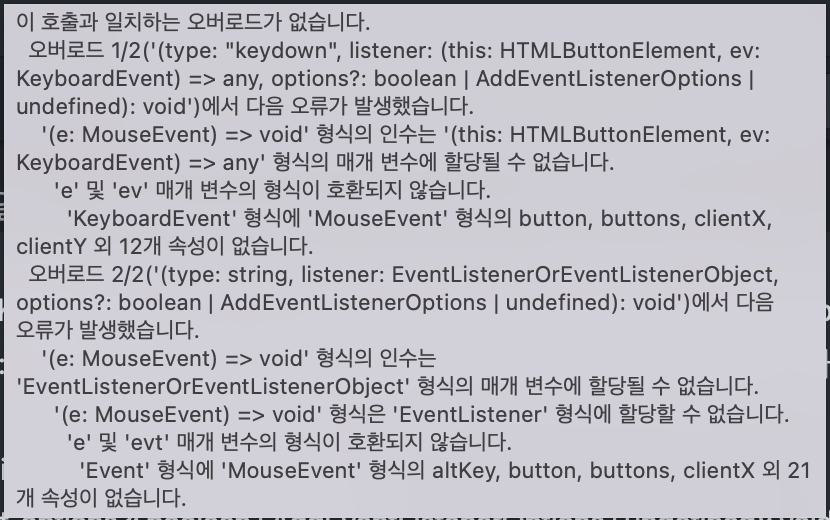 이 호출과 일치하는 오버로드가 없습니다.
오버로드 1/2('(type: "keydown", listener: (this: HTMLButtonElement, ev:
KeyboardEvent) => any, options?: boolean | AddEventListenerOptions |
undefined): void')에서 다음 오류가 발생했습니다.
'(e: MouseEvent) => void' 형식의 인수는 '(this: HTMLButtonElement, ev:
KeyboardEvent) => any' 형식의 매개 변수에 할당될 수 없습니다.
'e' 및 'ev' 매개 변수의 형식이 호환되지 않습니다.
'KeyboardEvent' 형식에 'MouseEvent' 형식의 button, buttons, clientX,
clientY 외 12개 속성이 없습니다.
오버로드 2/2('(type: string, listener: EventListenerOrEventListenerObject,
options?: boolean | AddEventListenerOptions | undefined): void')에서 다음
오류가 발생했습니다.
'(e: MouseEvent) => void' 형식의 인수는
'EventListenerOrEventListenerObject' 형식의 매개 변수에 할당될 수 없습니다.
'(e: MouseEvent) => void' 형식은 'EventListener' 형식에 할당할 수 없습니다.
'e' 및 'evt' 매개 변수의 형식이 호환되지 않습니다.
'Event' 형식에 'MouseEvent' 형식의 altKey, button, buttons, clientX 외 21
개 속성이 없습니다.